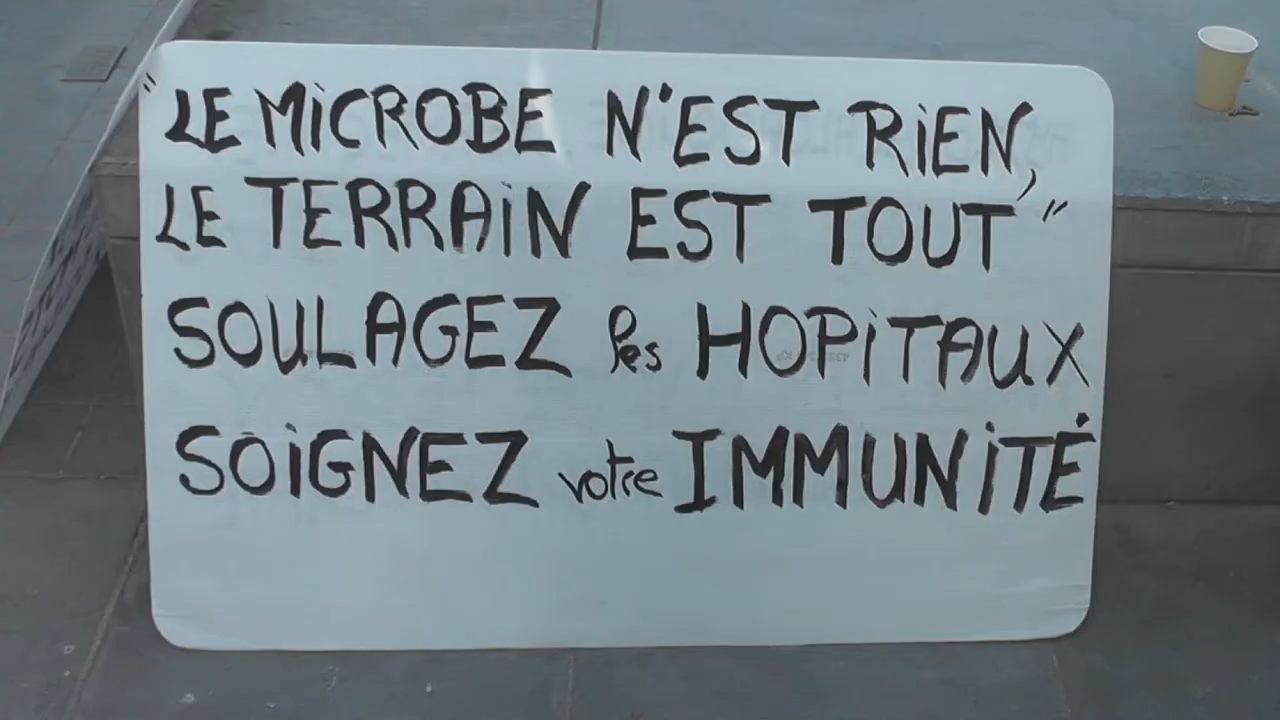 "LE MiCROBE N'EST RiEN,
LE TERRAiN EST TOUT"
SOULAGEZ les HOPiTAUX
SOiGNEZ votre IMMUNiTÉ